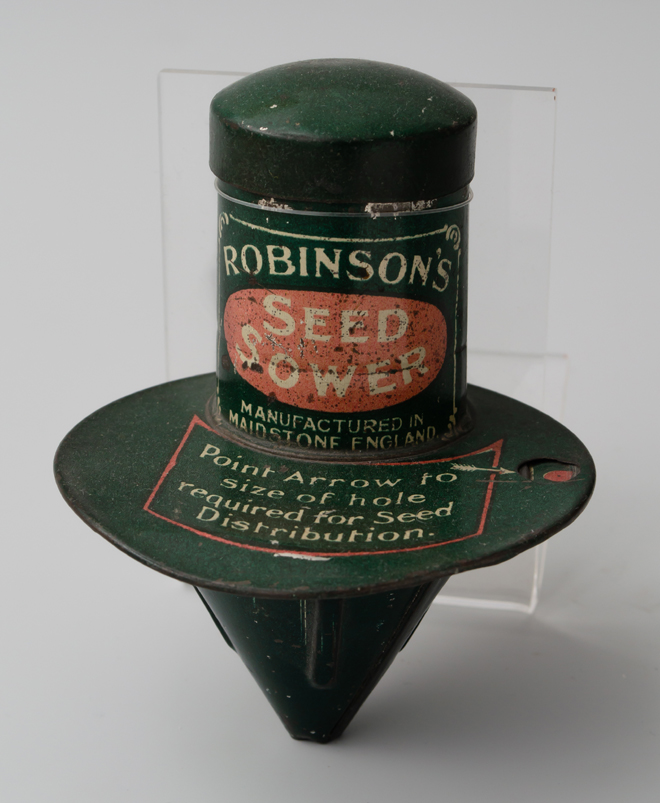 ROBINSON'S
SEED
SOWER
MANUFACTURED IN
MAIDSTONE ENGLAND.
Point Arrow to
size of hole
required for Seed
Distribution.